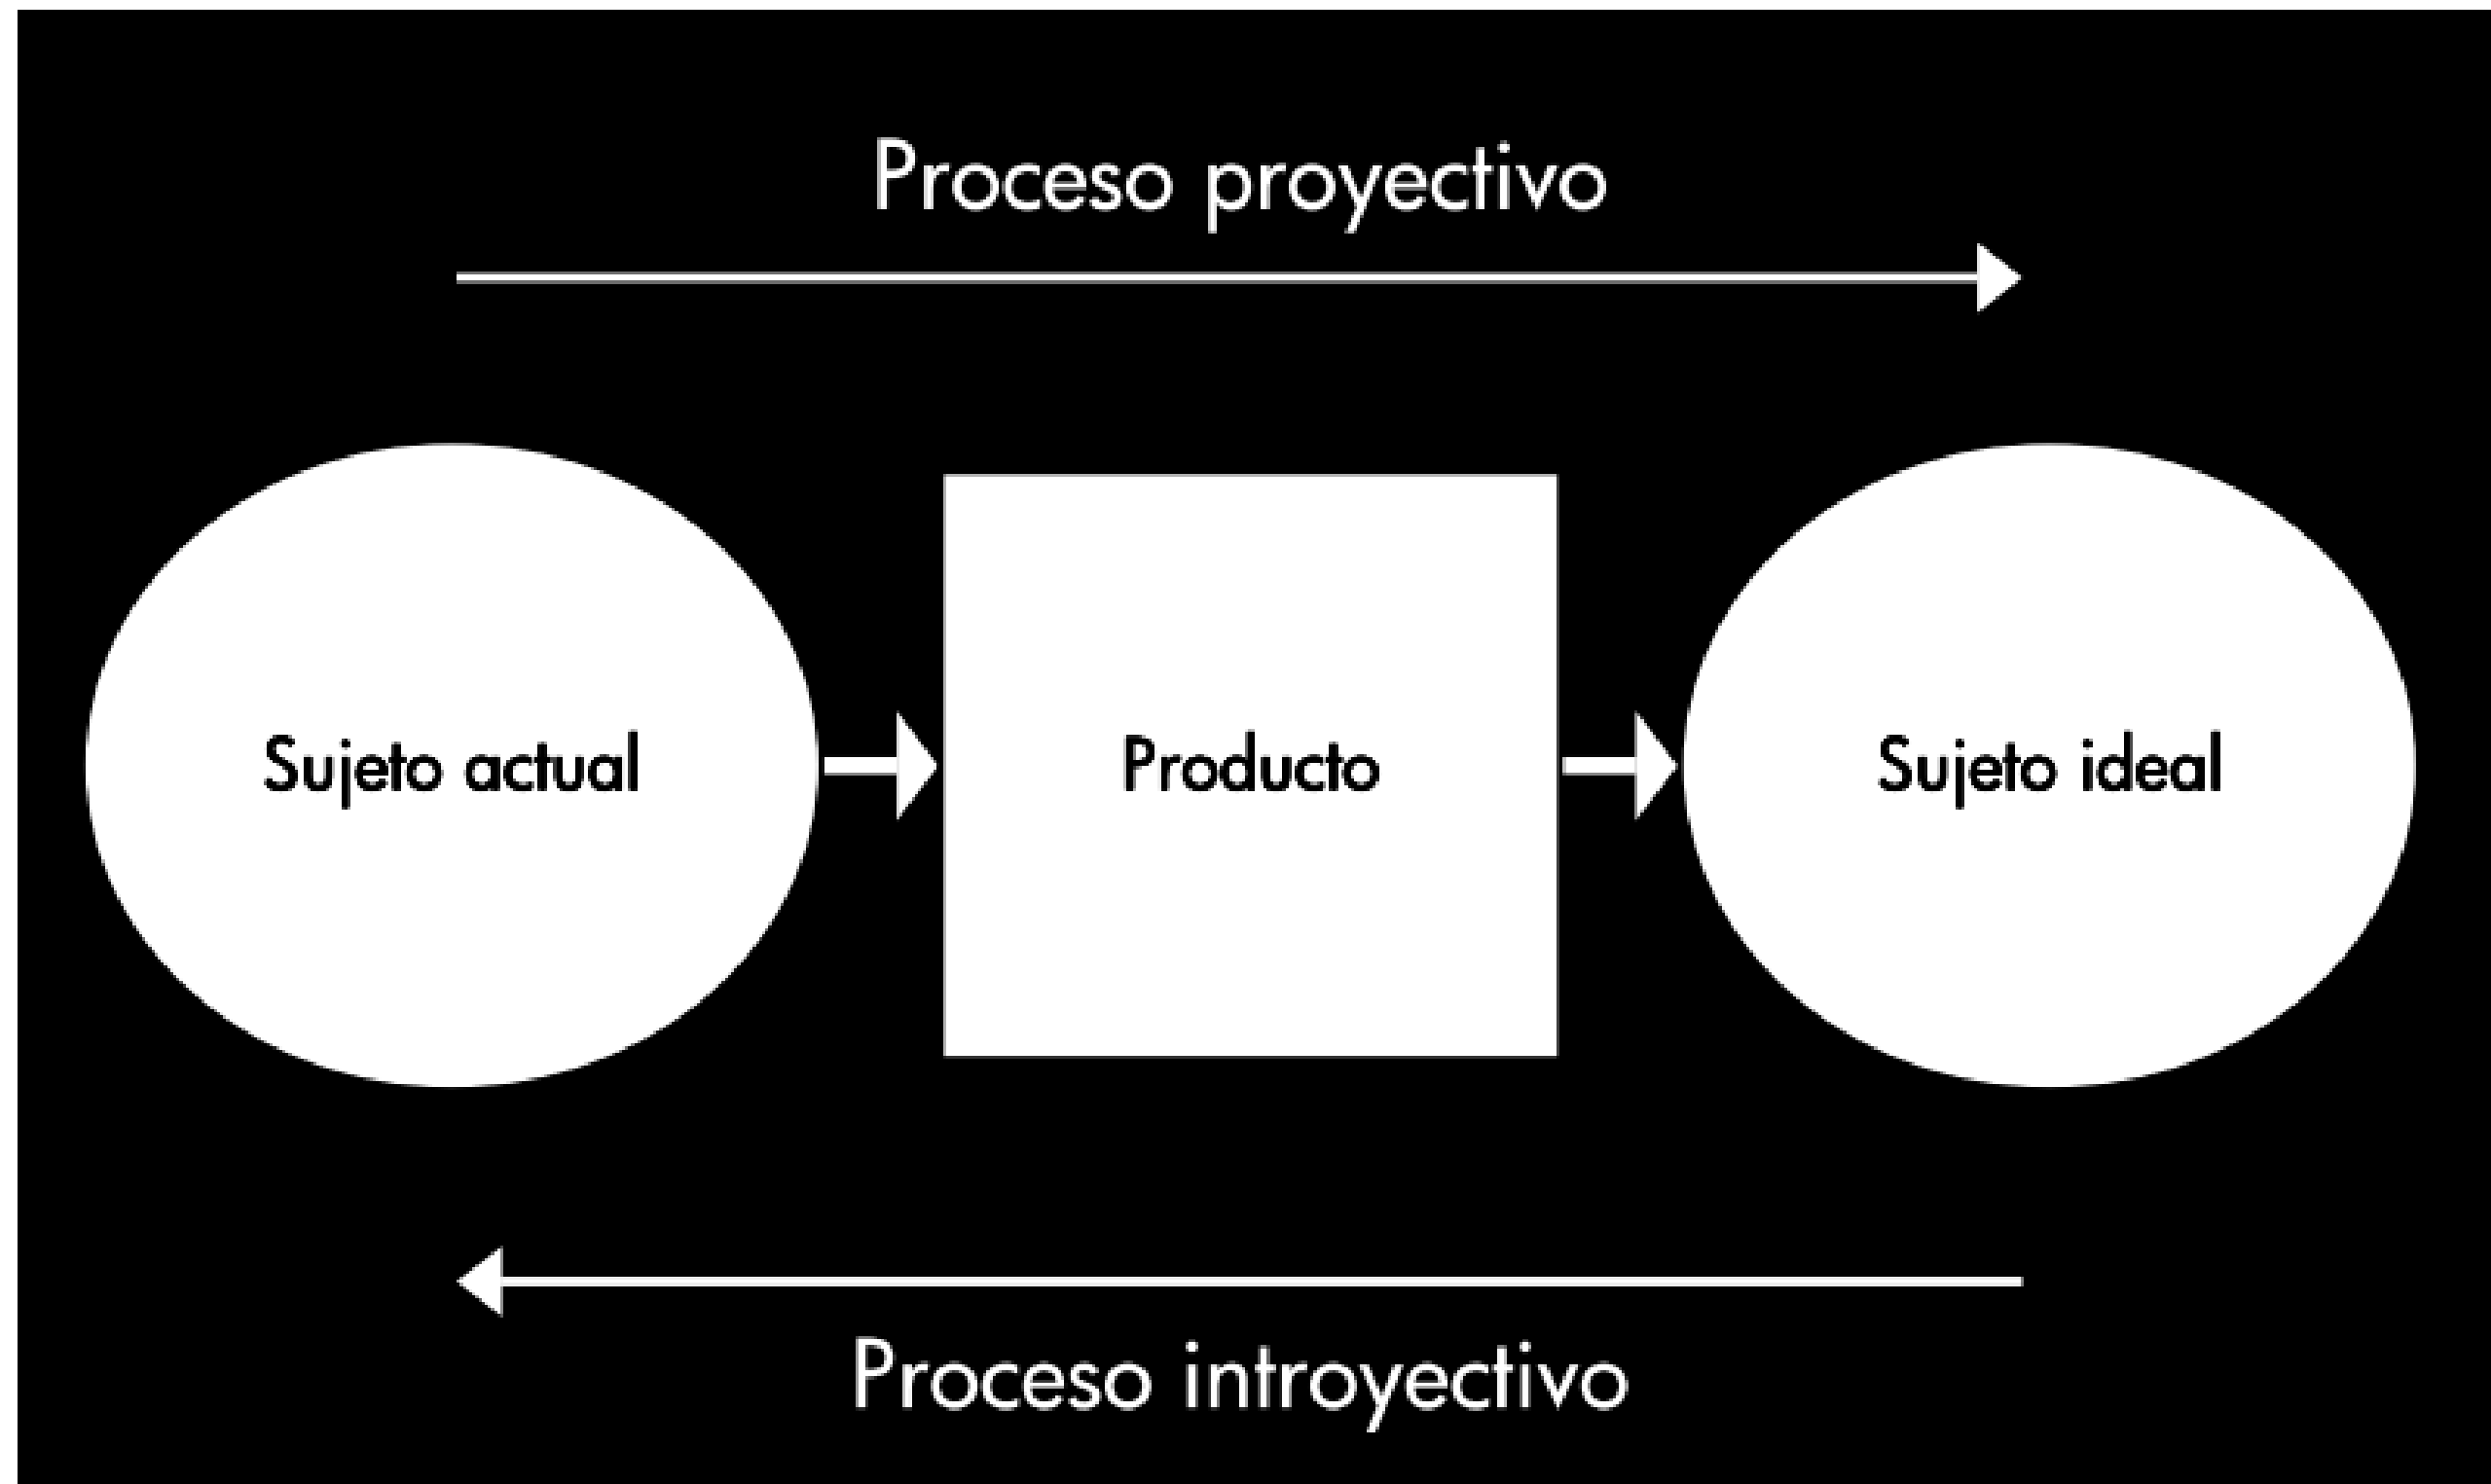 Proceso proyectivo
Sujeto actual
Producto
Sujeto ideal
Proceso introyectivo